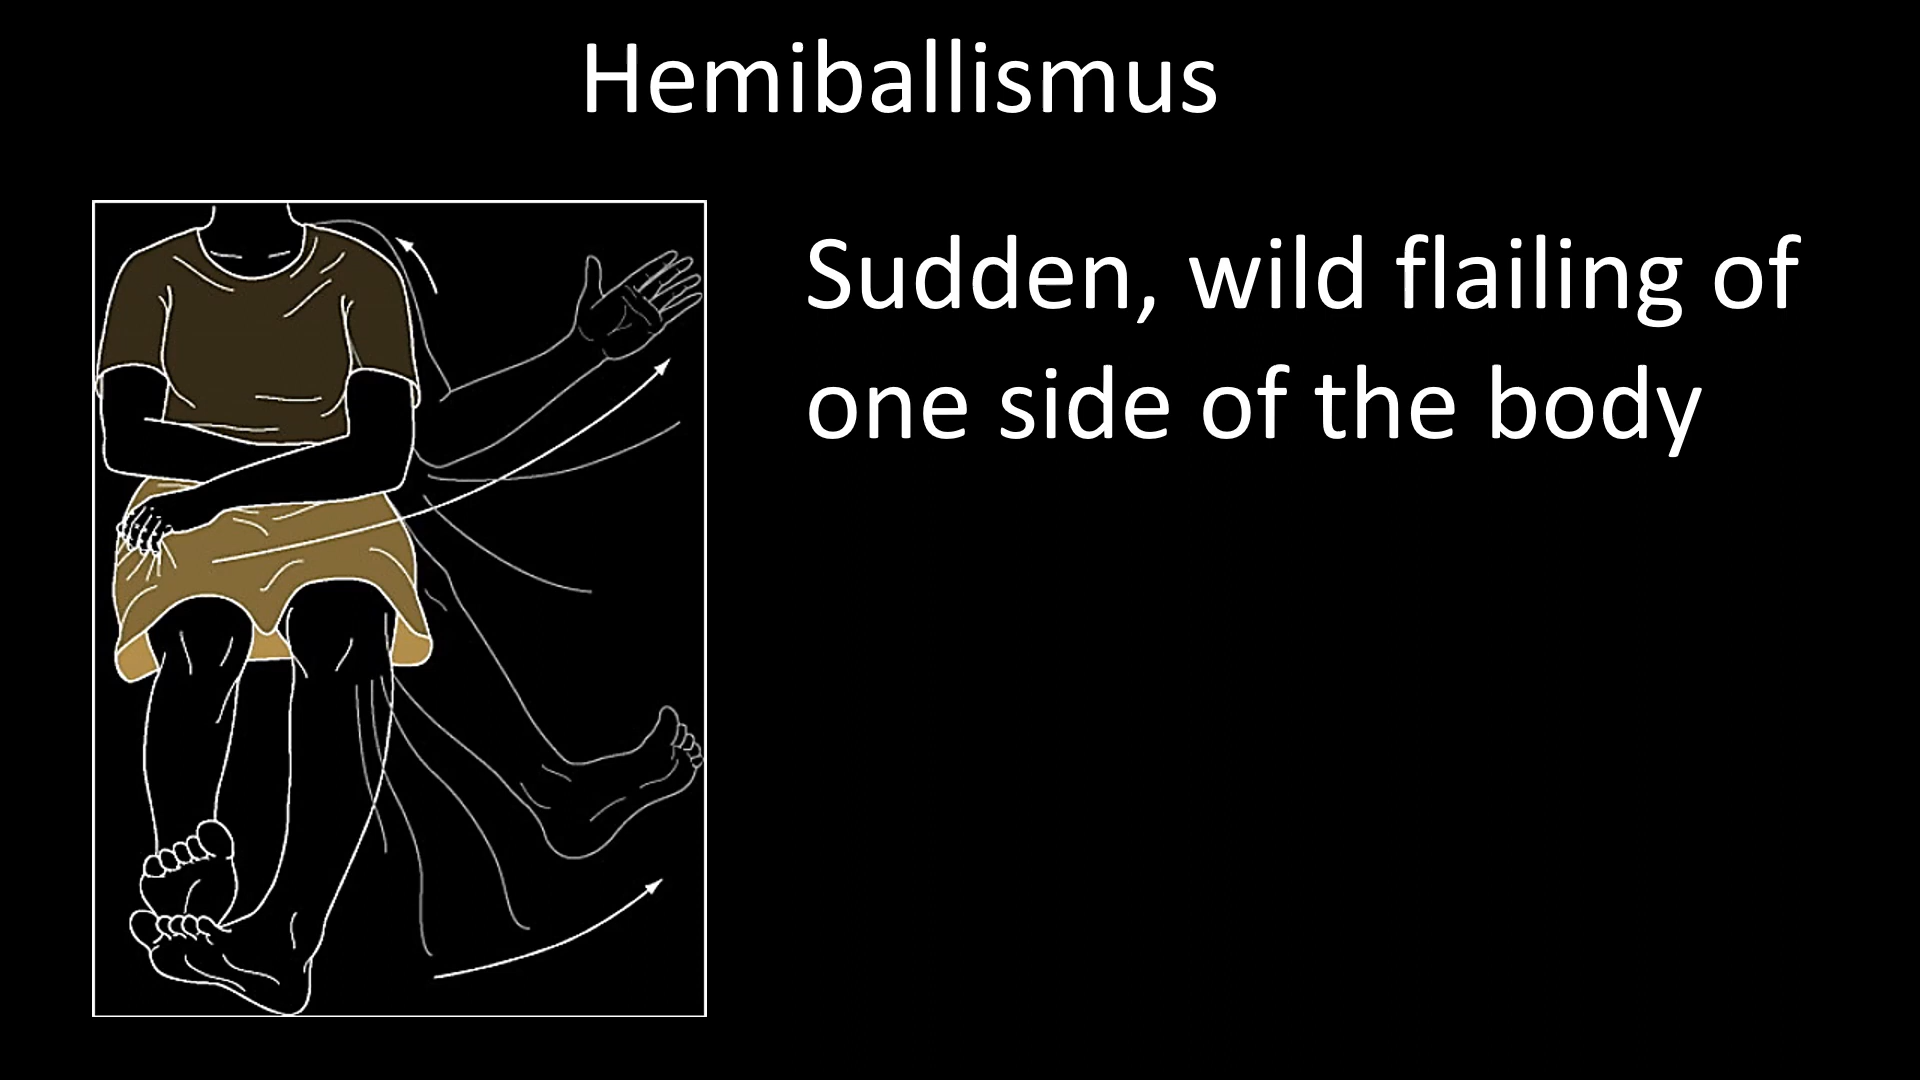 Hemiballismus
Sudden, wild flailing of
one side of the body